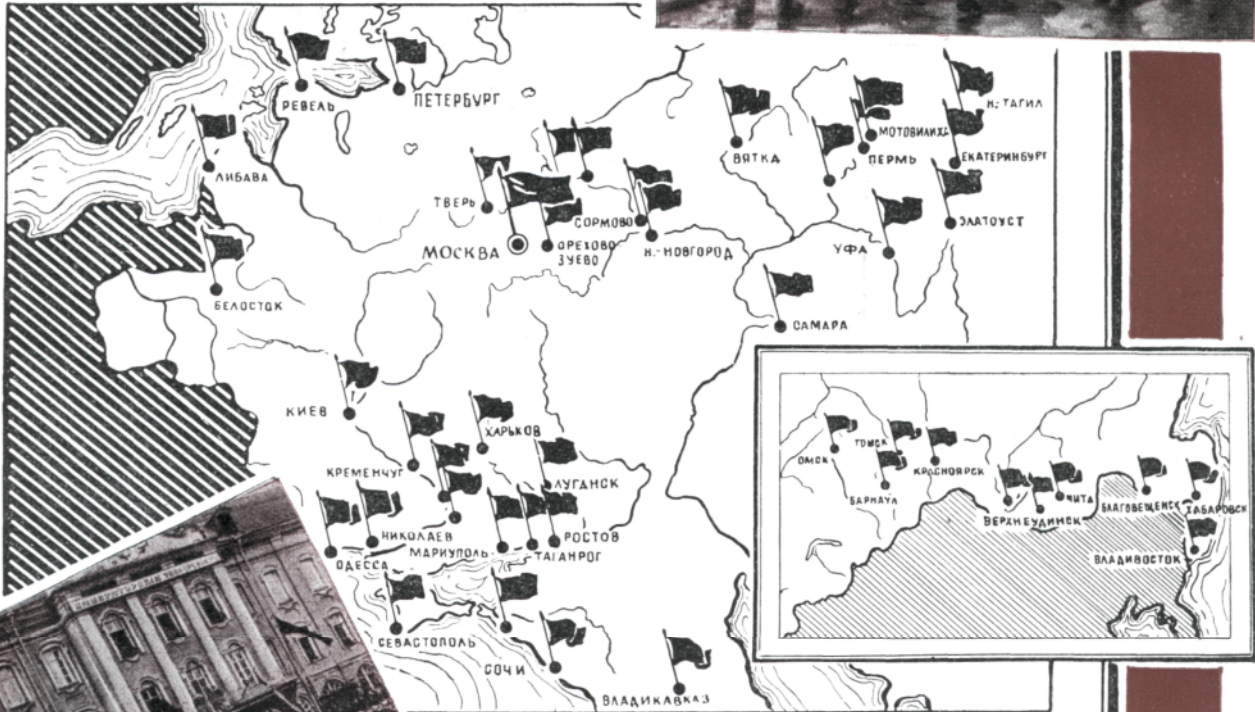 РЕВЕЛЬ
ПЕТЕРБУРГ
ЛИБАВА
ТВЕРЬ
МОСКВА
ОРЕХОВО
ЗУЕВО
СОРМОВО
Н.-НОВГОРОД
ВЯТКА
МОТОВИЛИХА
ПЕРМЬ
Н. ТАГИЛ
ЕКАТЕРИНБУРГ
ЗЛАТОУСТ
УФА
САМАРА
БЕЛОСТОК
КИЕВ
ХАРЬКОВ
КРЕМЕНЧУГ
ЛУГАНСК
НИКОЛАЕВ
ОДЕССА
МАРИУПОЛЬ
ТАГАНРОГ
РОСТОВ
СЕВАСТОПОЛЬ
СОЧИ
ВЛАДИКАВКАЗ
ОМСК
ТОМСК
БАРНАУЛ
КРАСНОЯРСК
ВЕРХНЕУДИНСК
ЧИТА
БЛАГОВЕЩЕНСК
ХАБАРОВСК
ВЛАДИВОСТОК